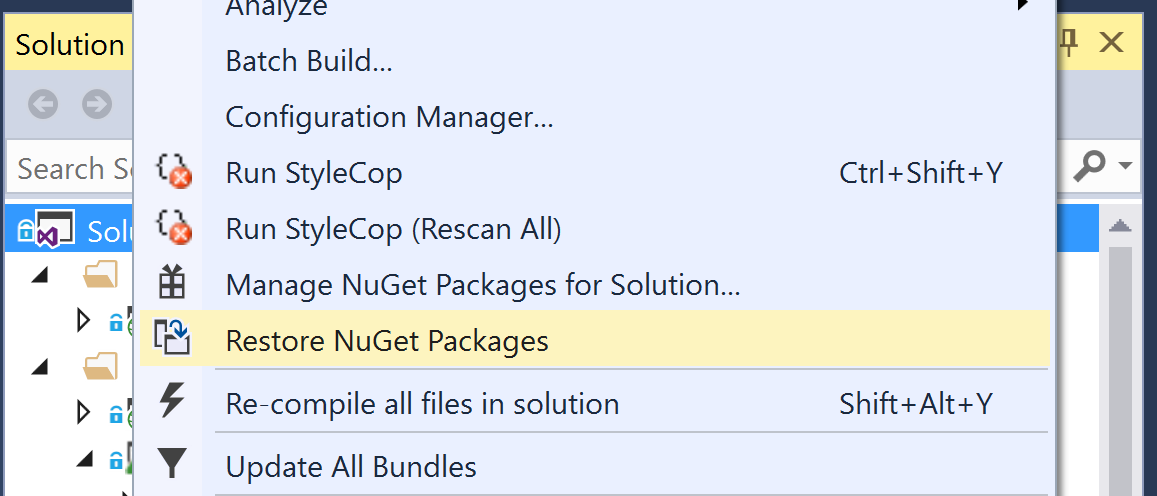 Analyze
Solution
Batch Build...
Configuration Manager...
Search So
Run StyleCop Ctrl+Shift+Y
Solu
Run StyleCop (Rescan All)
Manage NuGet Packages for Solution...
Restore NuGet Packages
Re-compile all files in solution Shift+Alt+Y
Update All Bundles